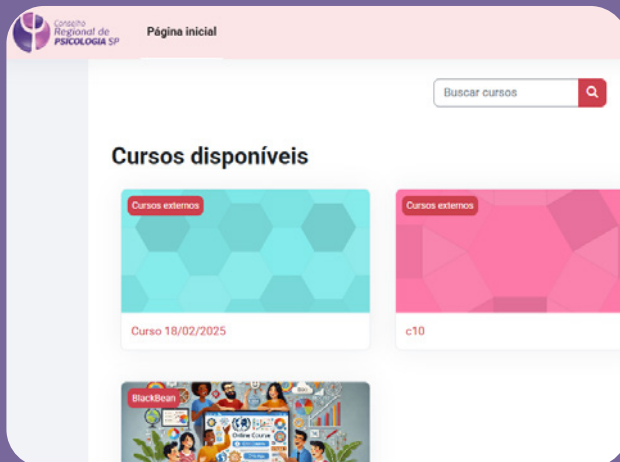 Conselho
Regional de
PSICOLOGIA SP
Página inicial
Buscar cursos
Cursos disponíveis
Cursos externos
Cursos externos
Curso 18/02/2025
c10
BlackBean
Online Course